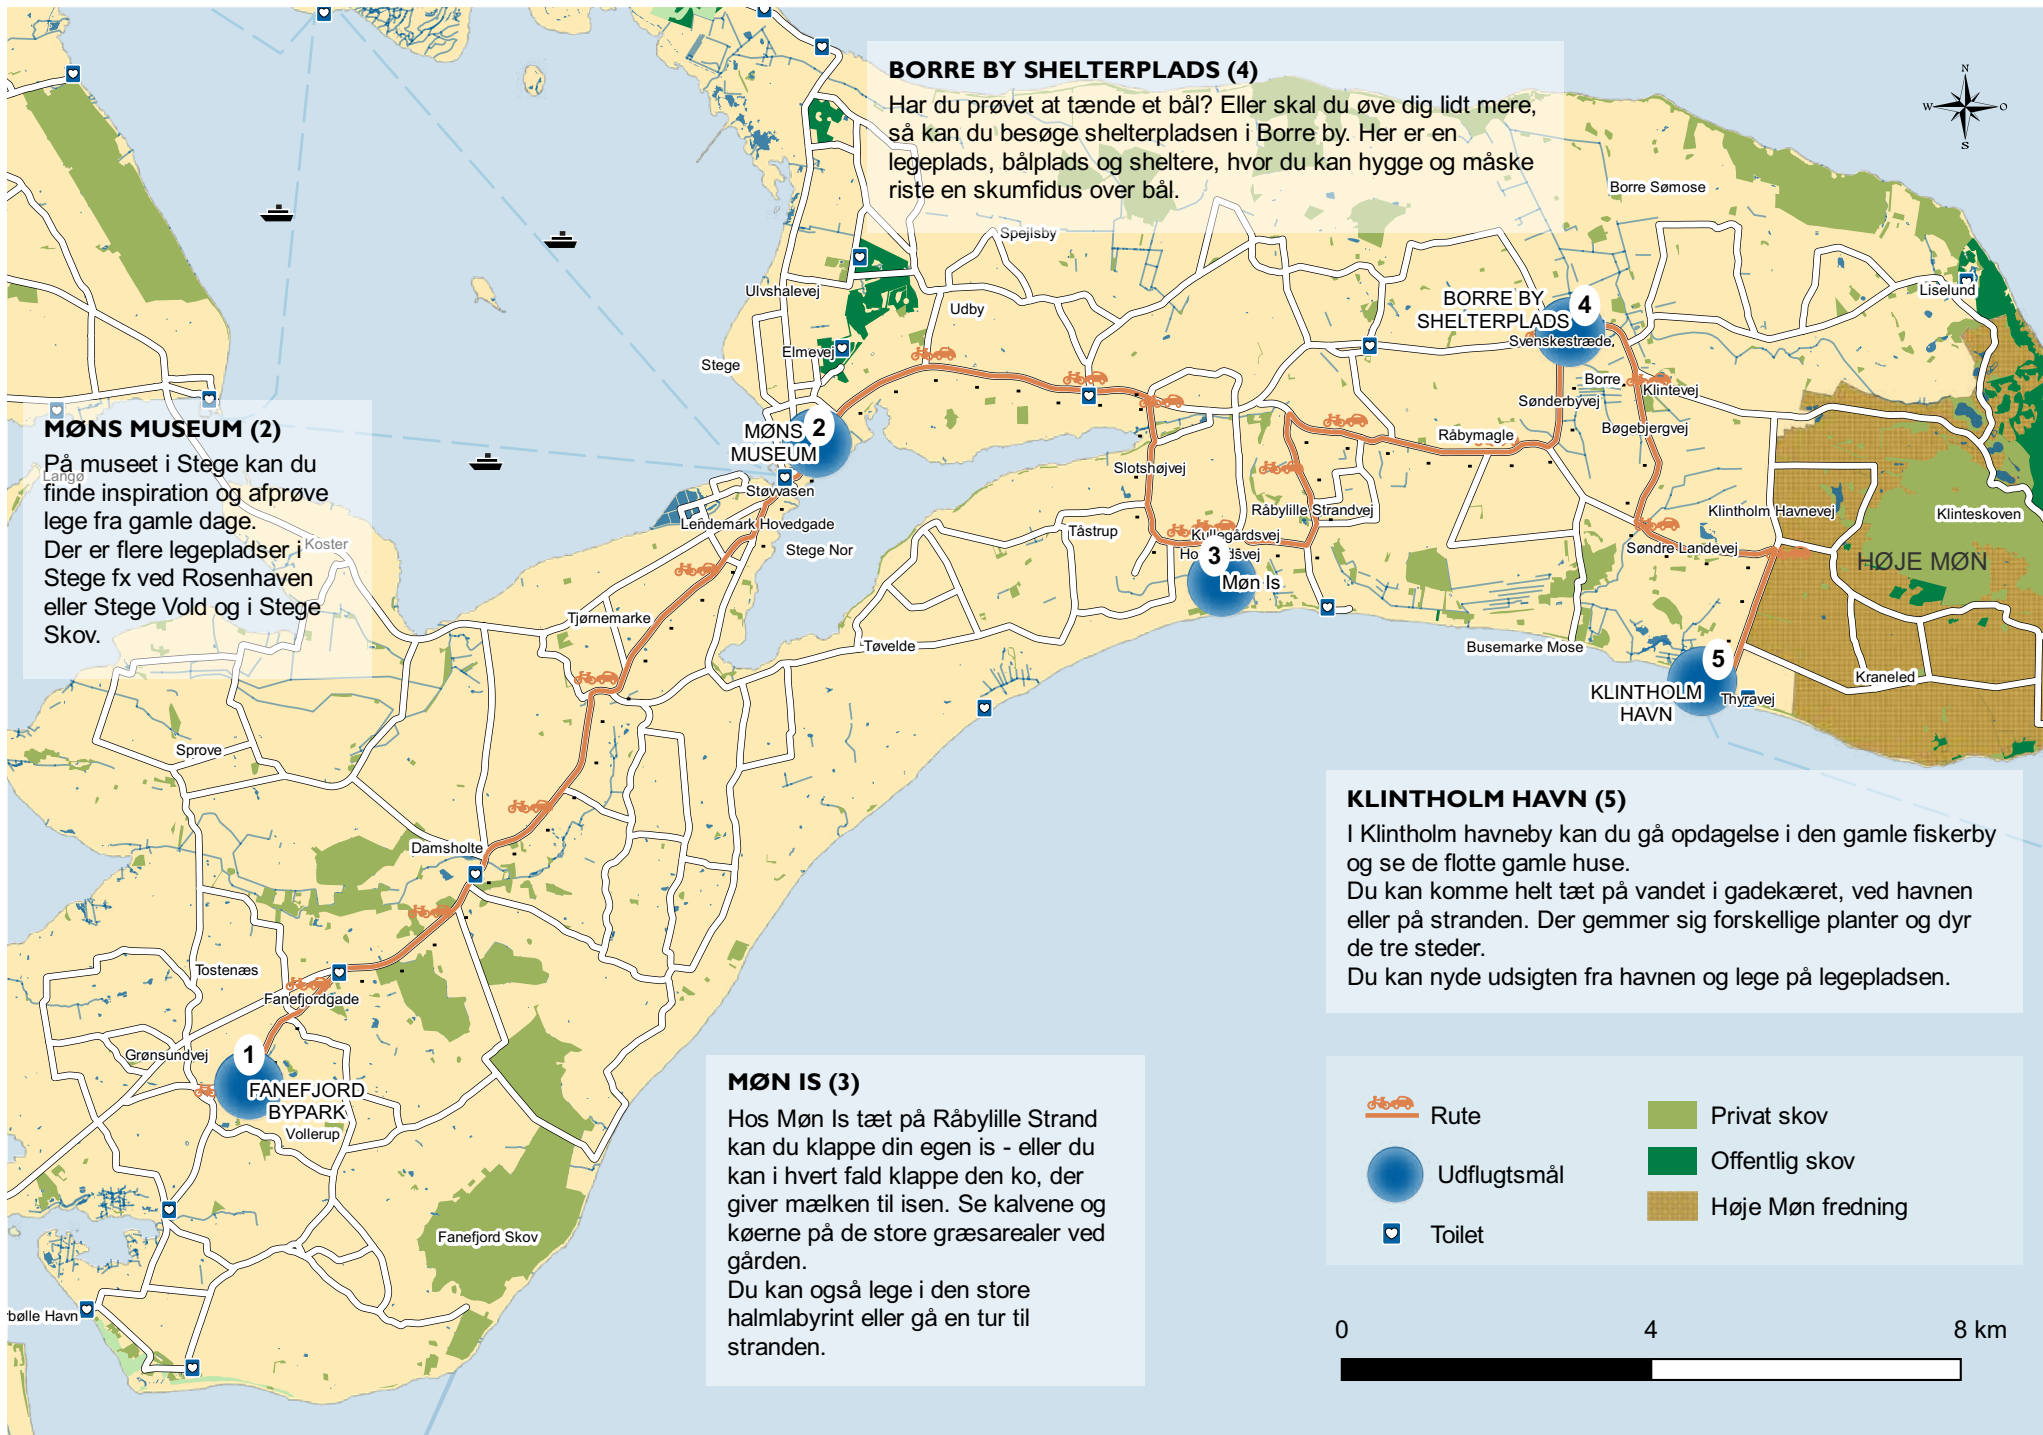 BORRE BY SHELTERPLADS (4)
Har du prøvet at tænde et bål? Eller skal du øve dig lidt mere,
så kan du besøge shelterpladsen i Borre by. Her er en
legeplads, bålplads og sheltere, hvor du kan hygge og måske
riste en skumfidus over bål.
N
W
O
S
Borre Sømose
Spejlsby
Ulvshalevej
Udby
Liselund
BORRE BY
SHELTERPLADS
4
Svenskestræde
Elmevej
Stege
Borre
Klintevej
Sønderbyvej
Bøgebjergvej
Råbymagle
MØNS MUSEUM (2)
På museet i Stege kan du
finde inspiration og afprøve
lege fra gamle dage.
Der er flere legepladser i
Stege fx ved Rosenhaven
eller Stege Vold og i Stege
Skov.
Langø
Koster
MØNS
MUSEUM
2
Støvvasen
Lendemark Hovedgade
Stege Nor
Slotshøjvej
Tåstrup
Råbylille Strandvej
Kullegårdsvej
3
Møn Is
Klintholm Havnevej
Klinteskoven
Søndre Landevej
HØJE MØN
Tjørnemarke
Tøvelde
Busemarke Mose
5
KLINTHOLM
HAVN
Thyravej
Kraneled
Sprove
Damsholte
KLINTHOLM HAVN (5)
I Klintholm havneby kan du gå opdagelse i den gamle fiskerby
og se de flotte gamle huse.
Du kan komme helt tæt på vandet i gadekæret, ved havnen
eller på stranden. Der gemmer sig forskellige planter og dyr
de tre steder.
Du kan nyde udsigten fra havnen og lege på legepladsen.
Tostenæs
Fanefjordgade
Grønsundvej
1
FANEFJORD
BYPARK
Vollerup
Fanefjord Skov
bølle Havn
MØN IS (3)
Hos Møn Is tæt på Råbylille Strand
kan du klappe din egen is - eller du
kan i hvert fald klappe den ko, der
giver mælken til isen. Se kalvene og
køerne på de store græsarealer ved
gården.
Du kan også lege i den store
halmlabyrint eller gå en tur til
stranden.
Rute
Udflugtsmål
Toilet
Privat skov
Offentlig skov
Høje Møn fredning
0 4 8 km